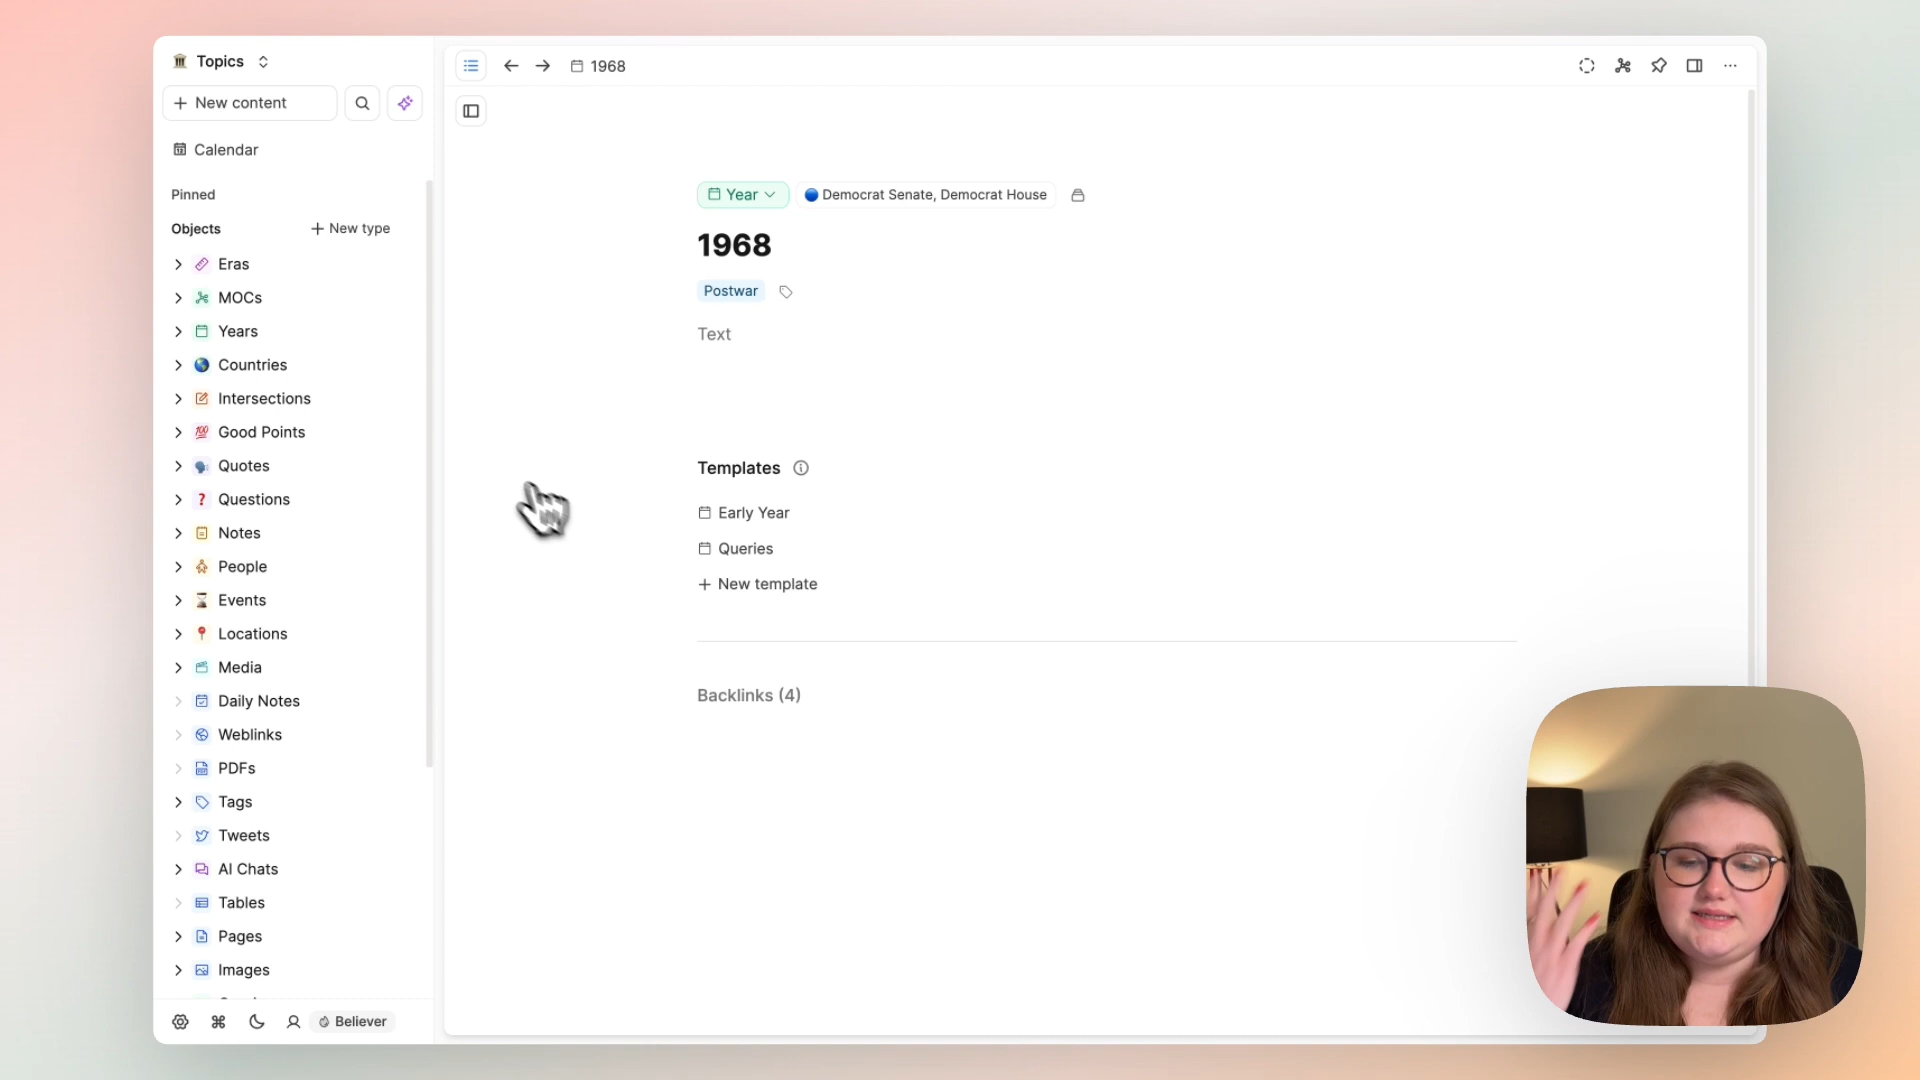 Topics
New content
Calendar
Pinned
Objects
New type
Eras
MOCs
Years
Countries
Intersections
Good Points
Quotes
Questions
Notes
People
Events
Locations
Media
Daily Notes
Weblinks
PDFs
Tags
Tweets
AI Chats
Tables
Pages
Images
Believer
1968
Year
Democrat Senate, Democrat House
1968
Postwar
Text
Templates
Early Year
Queries
New template
Backlinks (4)